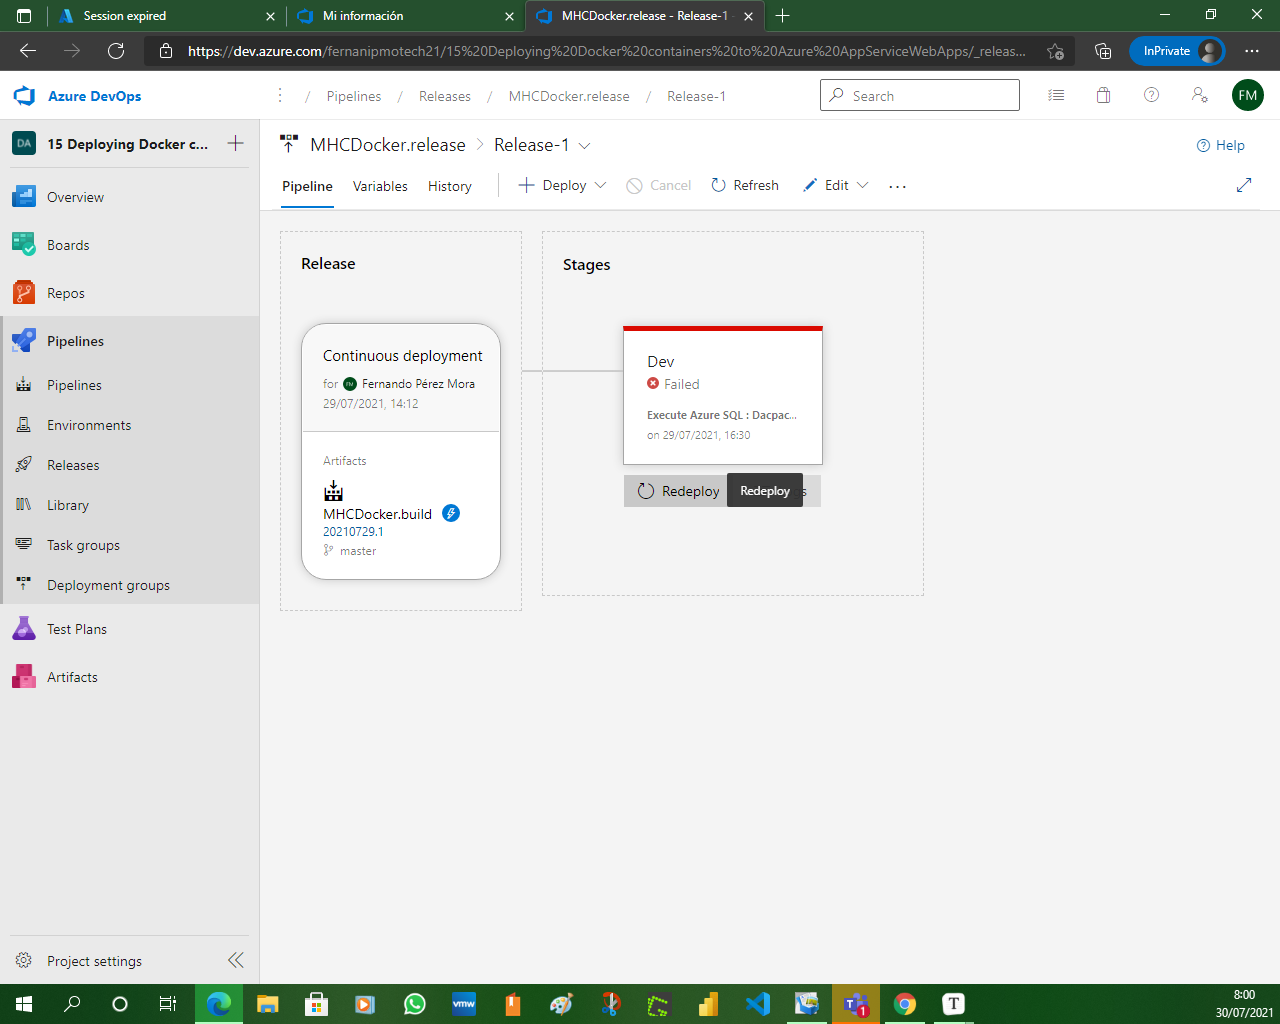 Session expired
Mi información
MHCDocker.release - Release-1 -
https://dev.azure.com/fernanipmotech21/15%20Deploying%20Docker%20containers%20to%20Azure%20AppServiceWebApps/_releas...
InPrivate
Azure DevOps
/ Pipelines / Releases / MHCDocker.release / Release-1
Search
FM
DA
15 Deploying Docker c...
MHCDocker.release > Release-1
Help
Pipeline
Variables
History
Deploy
Cancel
Refresh
Edit
Overview
Boards
Repos
Pipelines
Pipelines
Environments
Releases
Library
Task groups
Deployment groups
Test Plans
Artifacts
Project settings
Release
Continuous deployment
for FM Fernando Pérez Mora
29/07/2021, 14:12
Artifacts
MHCDocker.build
20210729.1
master
Stages
Dev
Failed
Execute Azure SQL : Dacpac...
on 29/07/2021, 16:30
Redeploy
Redeploy
vmw
T
1
T
8:00
30/07/2021